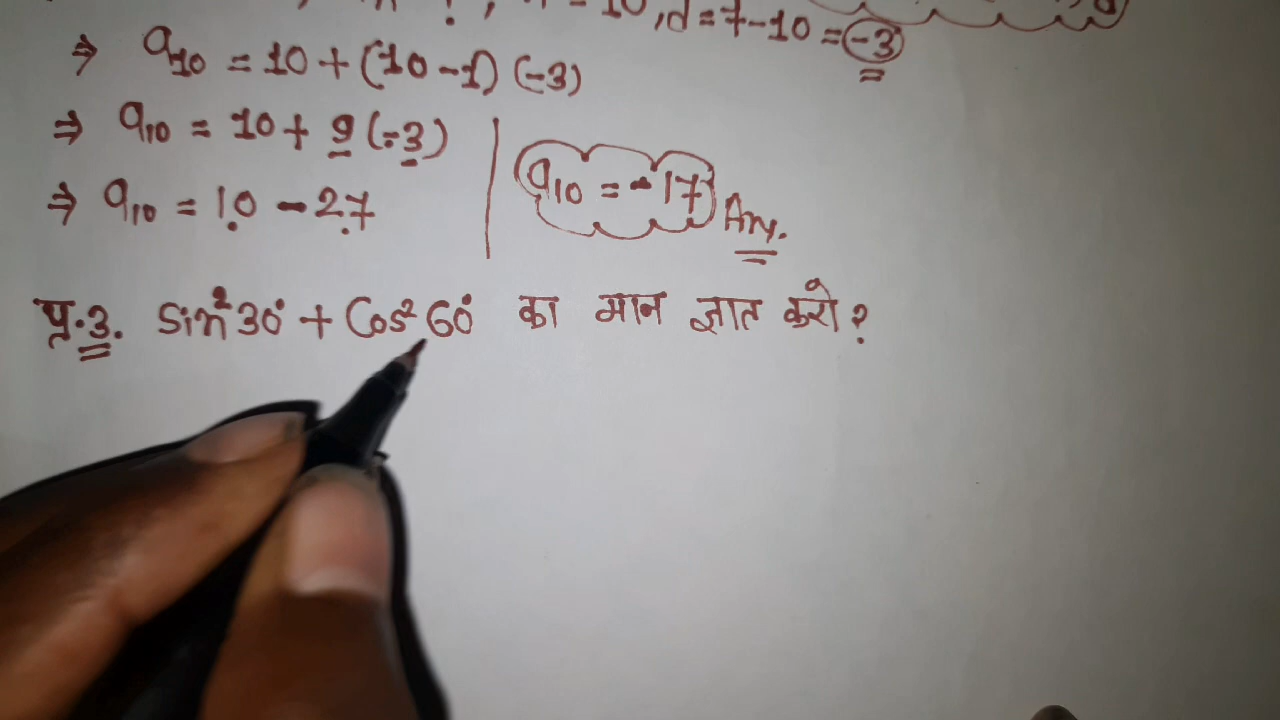 , d = 7-10 = -3
⇒ a10 = 10 + (10-1) (-3)
⇒ a10 = 10 + 9 (-3)
⇒ a10 = 10 - 27
a10 = -17 Ans.
प्र.3. sin²30° + Cos²60° का मान ज्ञात करो ?